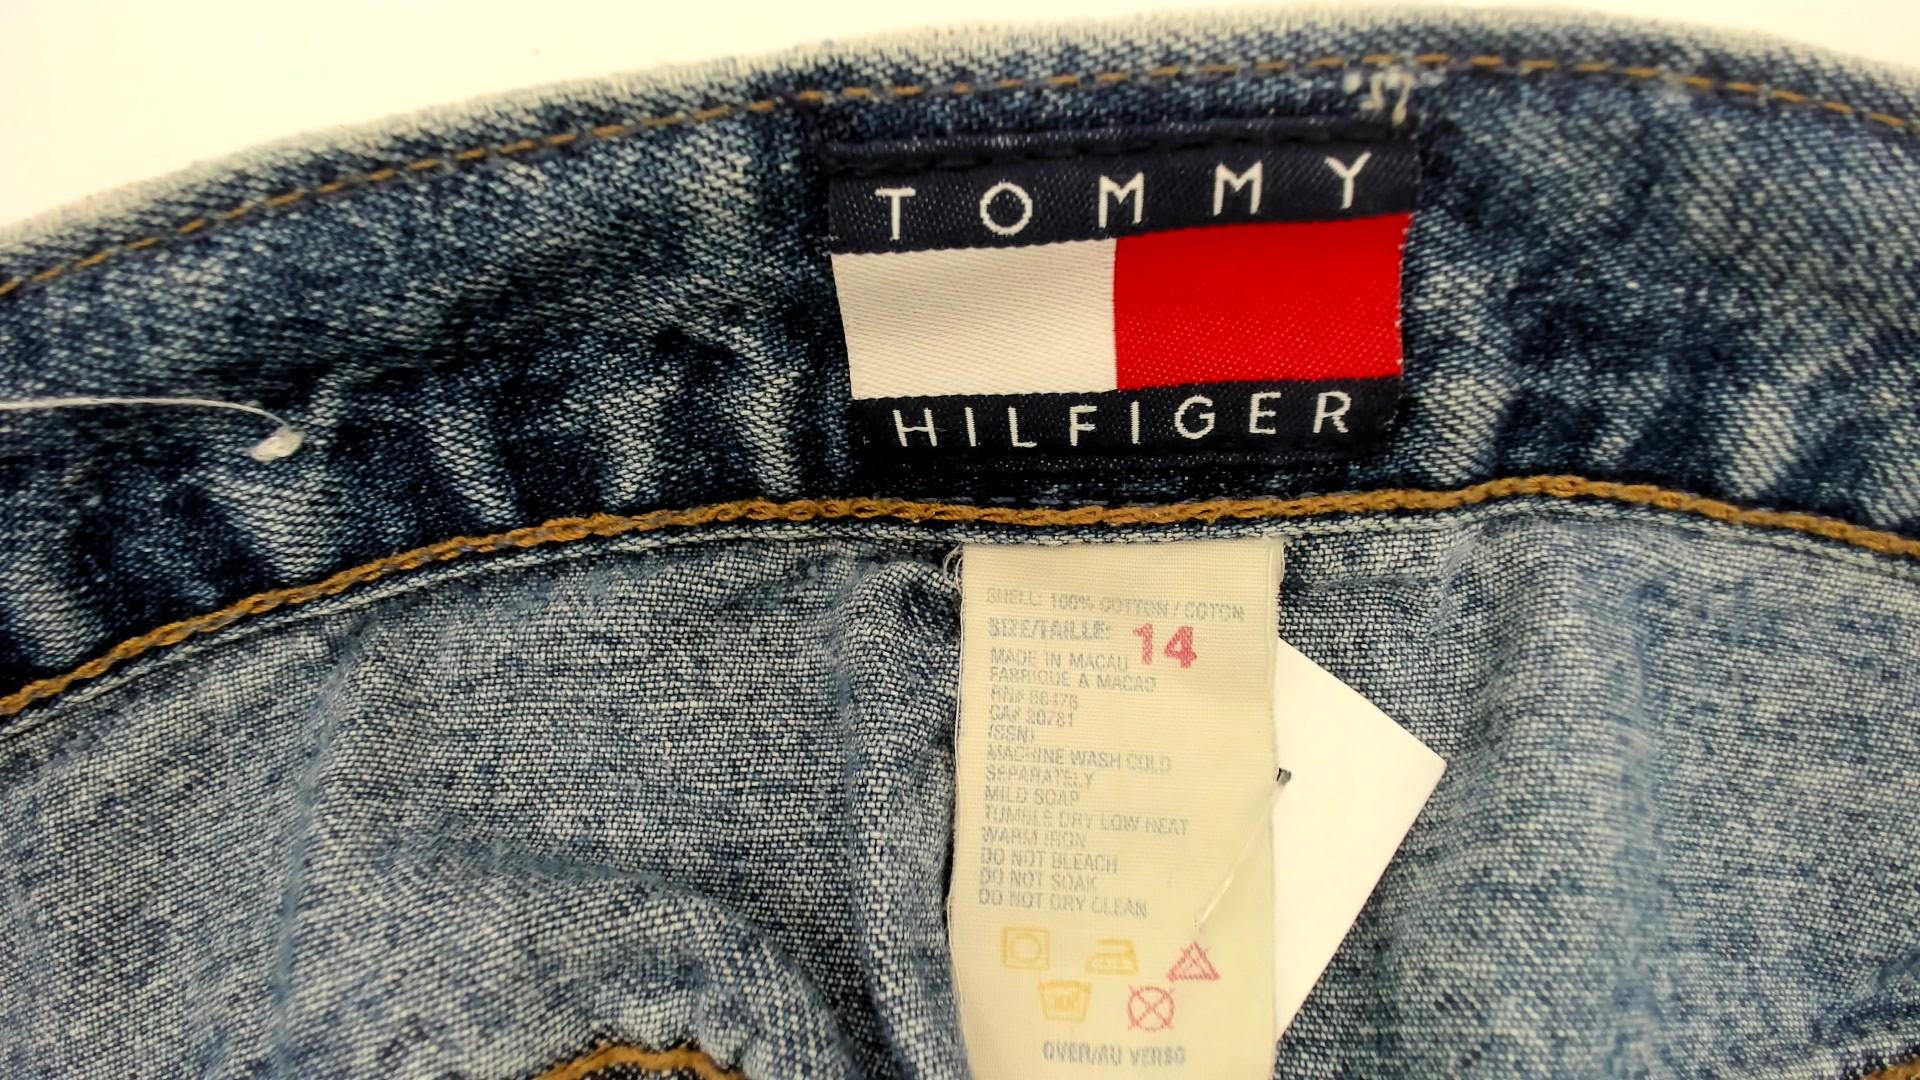 TOMMY
HILFIGER
SHELL: 100% COTTON / COTON
SIZE/TAILLE: 14
MADE IN MACAU
FABRIQUE A MACAO
RN# 66476
CA# 20781
(SSN)
MACHINE WASH COLD
SEPARATELY
MILD SOAP
TUMBLE DRY LOW HEAT
WARM IRON
DO NOT BLEACH
DO NOT SOAK
DO NOT DRY CLEAN
OVER/AU VERSO